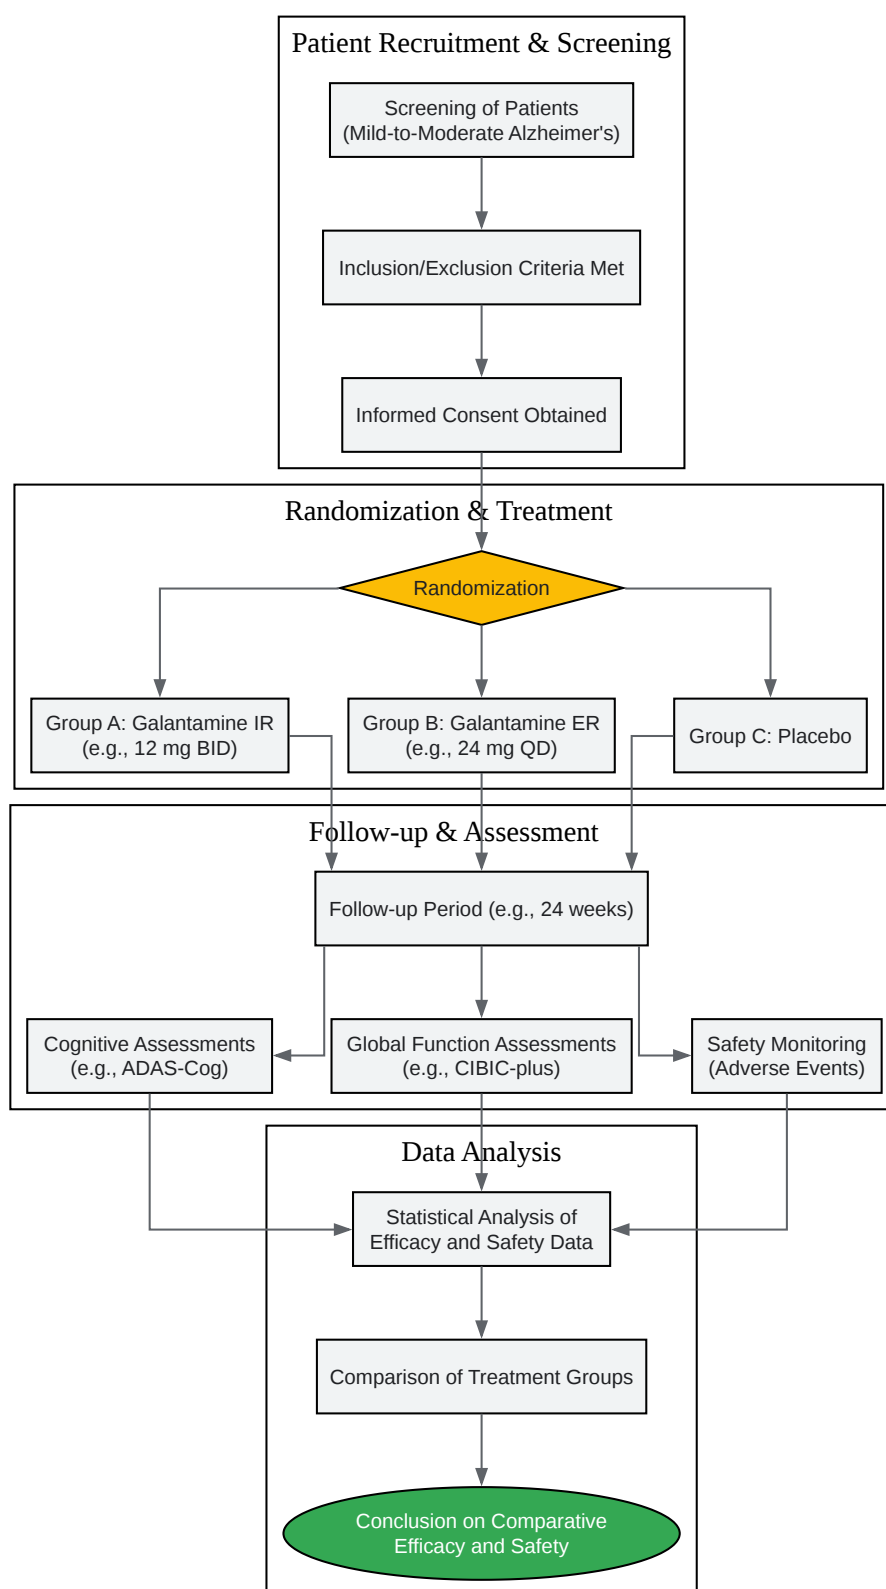 Patient Recruitment & Screening
Screening of Patients
(Mild-to-Moderate Alzheimer's)
Inclusion/Exclusion Criteria Met
Informed Consent Obtained
Randomization & Treatment
Randomization
Group A: Galantamine IR
(e.g., 12 mg BID)
Group B: Galantamine ER
(e.g., 24 mg QD)
Group C: Placebo
Follow-up & Assessment
Follow-up Period (e.g., 24 weeks)
Cognitive Assessments
(e.g., ADAS-Cog)
Global Function Assessments
(e.g., CIBIC-plus)
Safety Monitoring
(Adverse Events)
Data Analysis
Statistical Analysis of
Efficacy and Safety Data
Comparison of Treatment Groups
Conclusion on Comparative
Efficacy and Safety